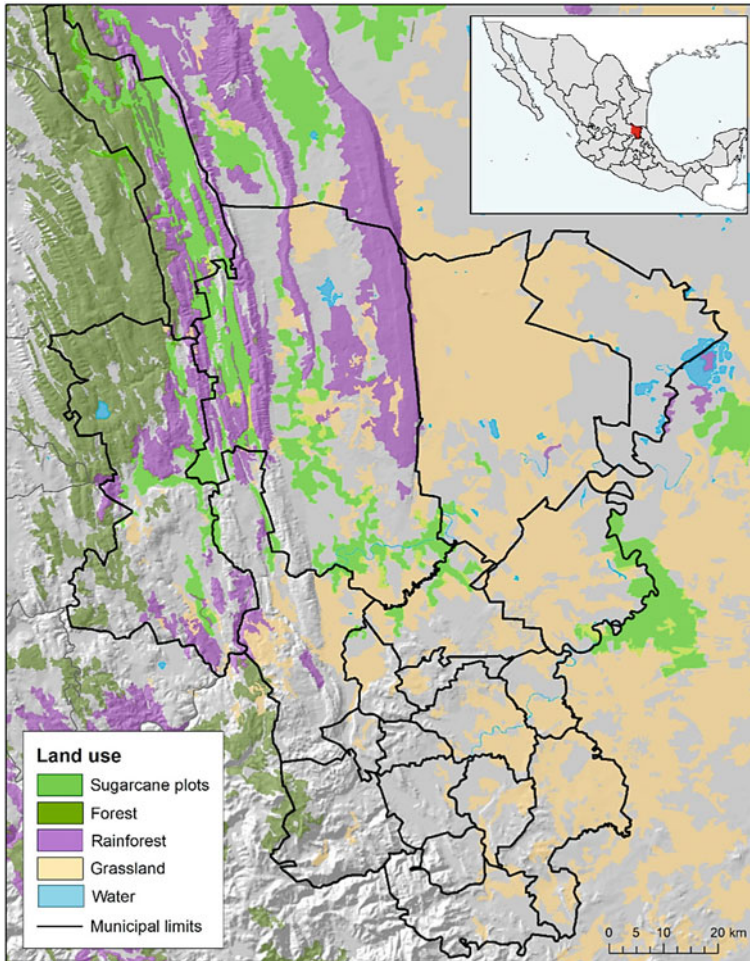 Land use
Sugarcane plots
Forest
Rainforest
Grassland
Water
Municipal limits
0 5 10 20 km